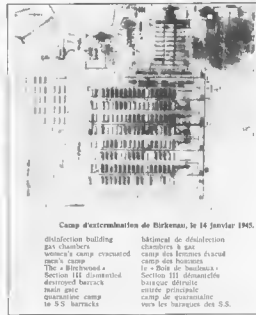 Camp d'extermination de Birkenau, le 14 janvier 1945.
disinfection building
gas chambers
women's camp evacuated
men's camp
The « Birchwood »
Section III dismantled
destroyed barrack
main gate
quarantine camp
to SS barracks
bâtiment de désinfection
chambres à gaz
camp des femmes évacué
camp des hommes
le « Bois de bouleaux »
Section III démantelée
baraque détruite
entrée principale
camp de quarantaine
vers les baraques des S.S.